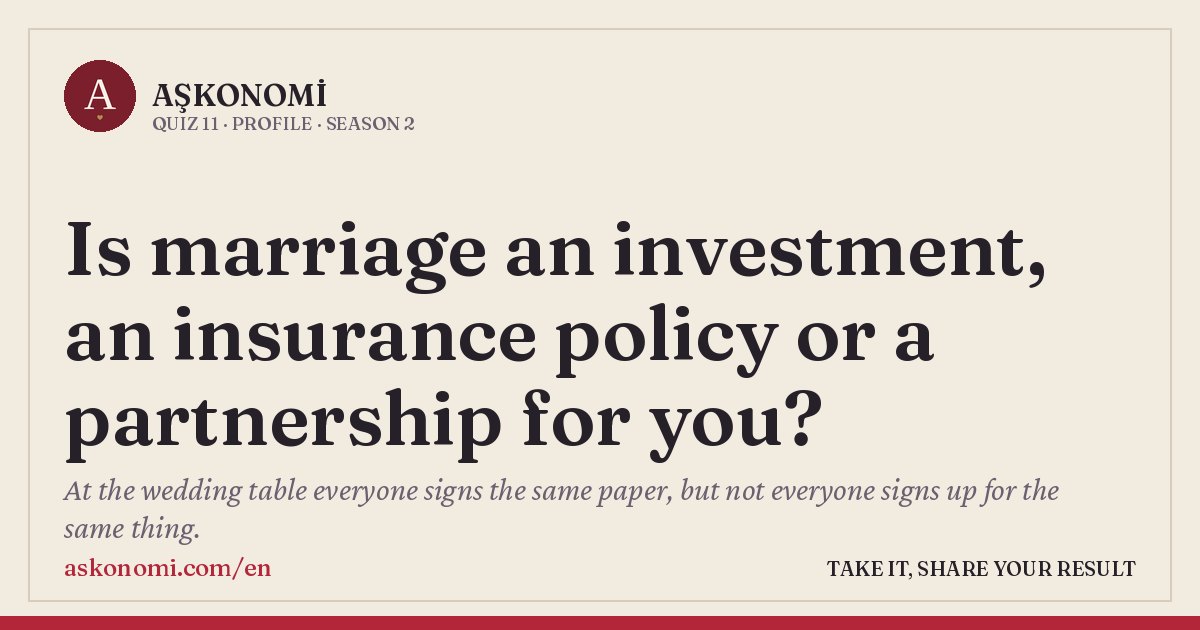 A
AŞKONOMİ
QUIZ 11 · PROFILE · SEASON 2
Is marriage an investment,
an insurance policy or a
partnership for you?
At the wedding table everyone signs the same paper, but not everyone signs up for the
same thing.
askonomi.com/en
TAKE IT, SHARE YOUR RESULT